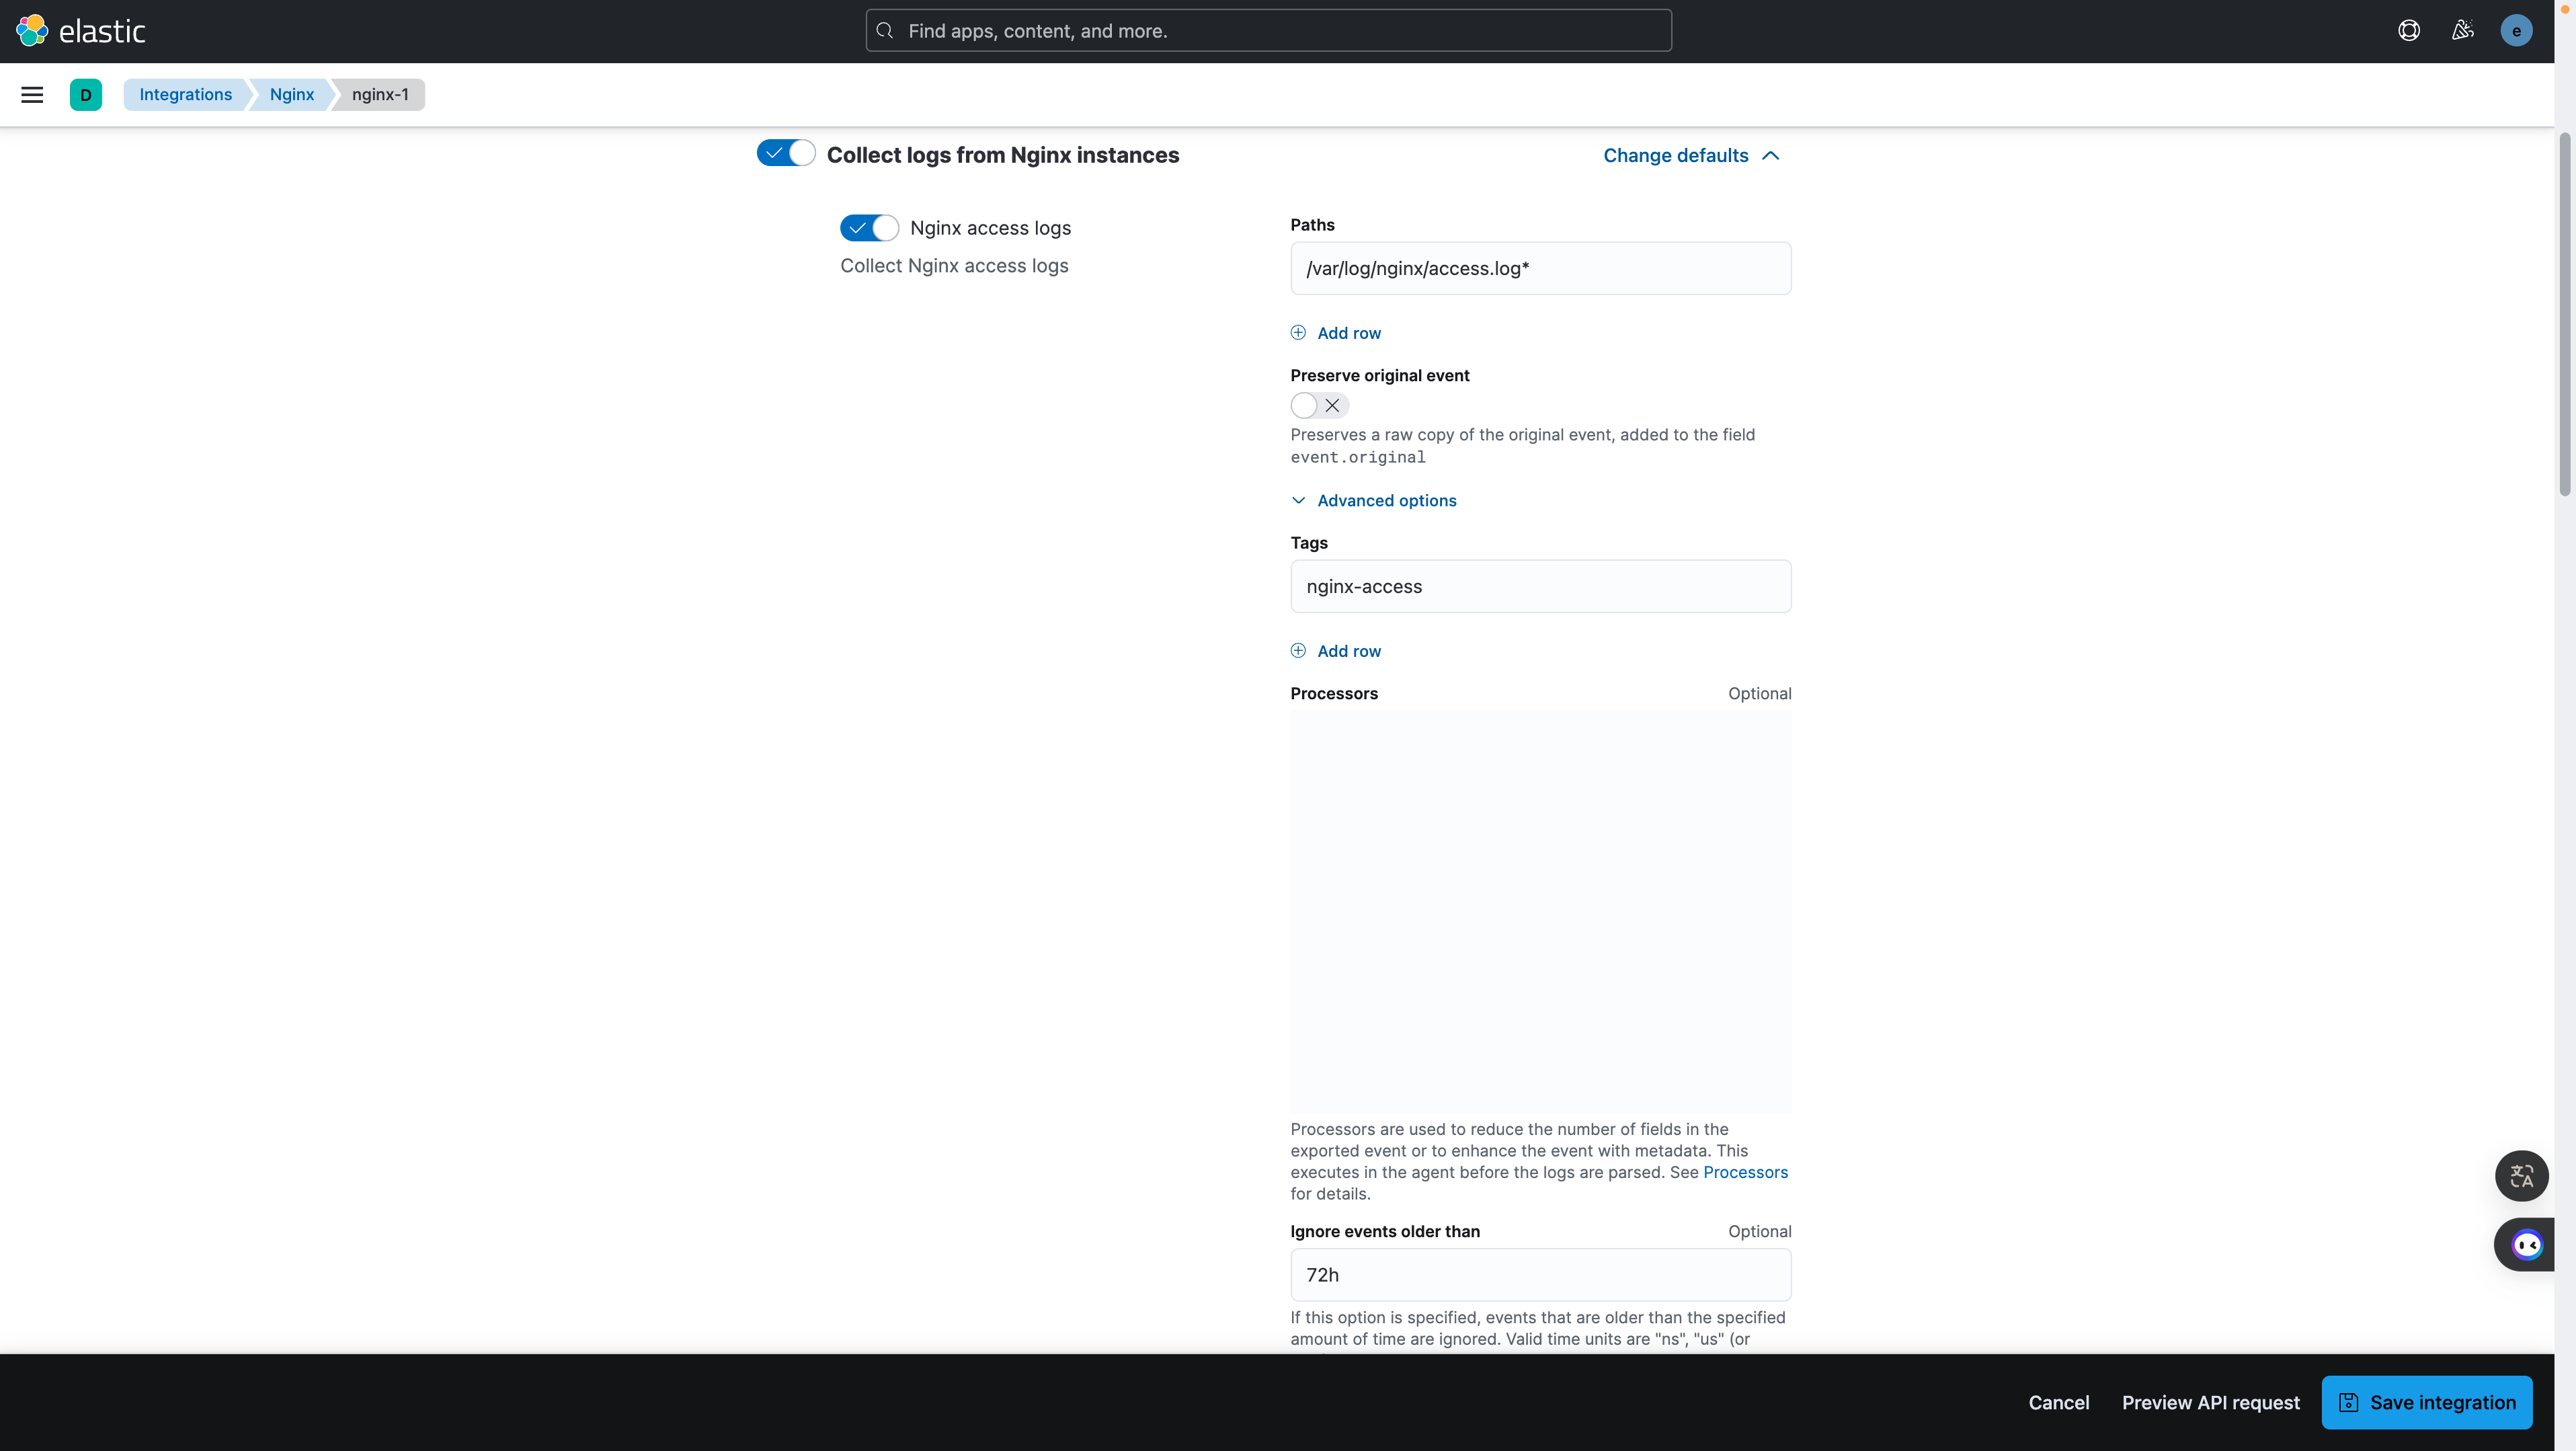 elastic
Find apps, content, and more.
e
D
Integrations
Nginx
nginx-1
Collect logs from Nginx instances
Change defaults
Nginx access logs
Collect Nginx access logs
Paths
/var/log/nginx/access.log*
Add row
Preserve original event
Preserves a raw copy of the original event, added to the field
event.original
Advanced options
Tags
nginx-access
Add row
Processors
Optional
Processors are used to reduce the number of fields in the
exported event or to enhance the event with metadata. This
executes in the agent before the logs are parsed. See Processors
for details.
Ignore events older than
Optional
72h
If this option is specified, events that are older than the specified
amount of time are ignored. Valid time units are "ns", "us" (or
Cancel
Preview API request
Save integration